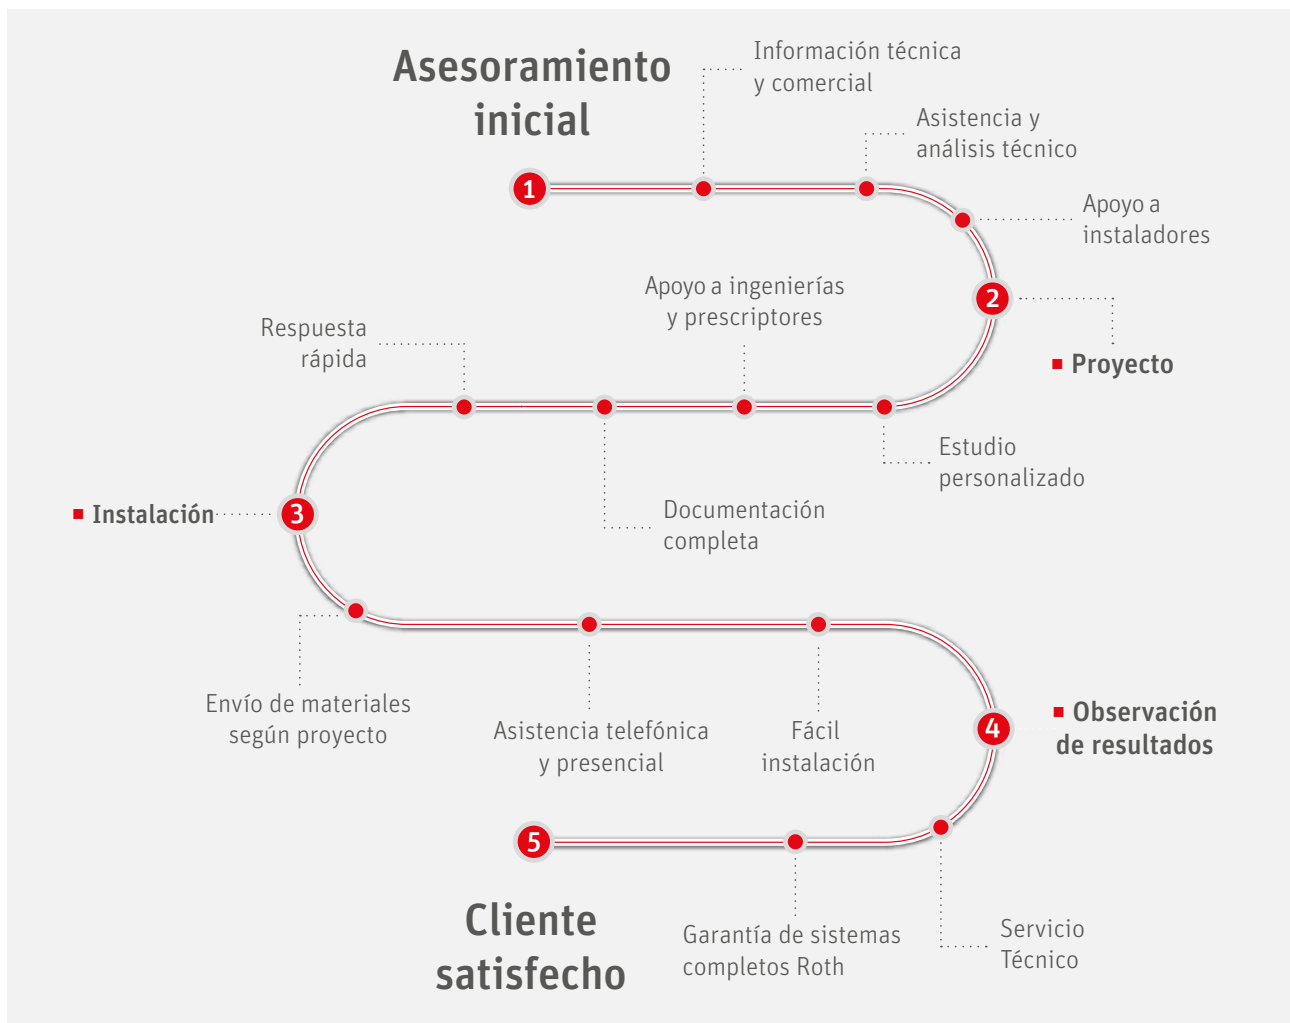 Asesoramiento
inicial
Información técnica
y comercial
Asistencia y
análisis técnico
1
Apoyo a
instaladores
2
Proyecto
Estudio
personalizado
Apoyo a ingenierías
y prescriptores
Documentación
completa
Respuesta
rápida
Instalación
3
Envío de materiales
según proyecto
Asistencia telefónica
y presencial
Fácil
instalación
4
Observación
de resultados
Servicio
Técnico
Garantía de sistemas
completos Roth
5
Cliente
satisfecho